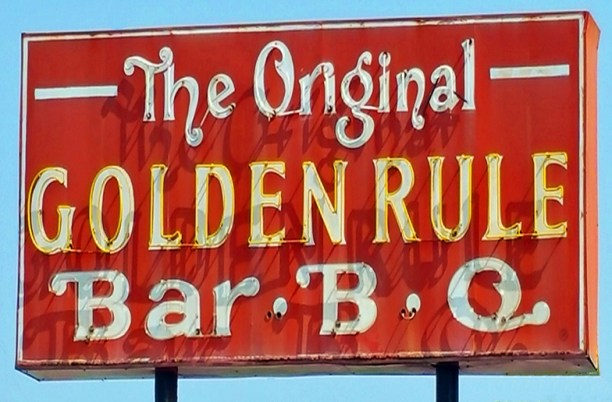 The Original
GOLDEN RULE
Bar·B·Q